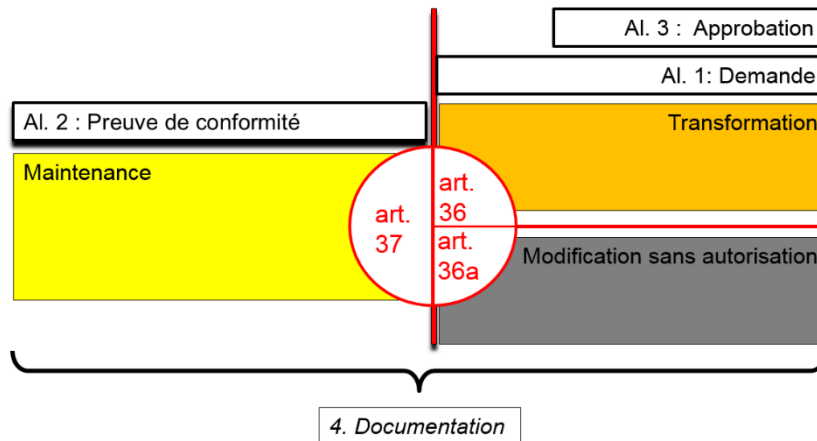 Al. 3 : Approbation
Al. 1: Demande
Al. 2 : Preuve de conformité
Transformation
Maintenance
art.
36
art.
37
art.
36a
Modification sans autorisation
4. Documentation